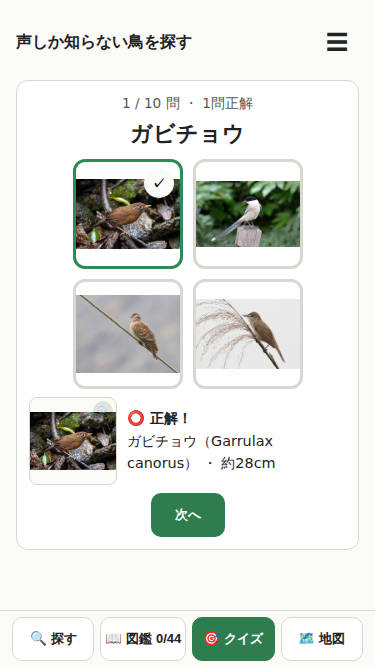 声しか知らない鳥を探す
☰
1 / 10 問 ・ 1問正解
ガビチョウ
✓
⭕ 正解！
ガビチョウ（Garrulax
canorus） ・ 約28cm
次へ
🔍 探す
📖 図鑑 0/44
🎯 クイズ
🗺️ 地図